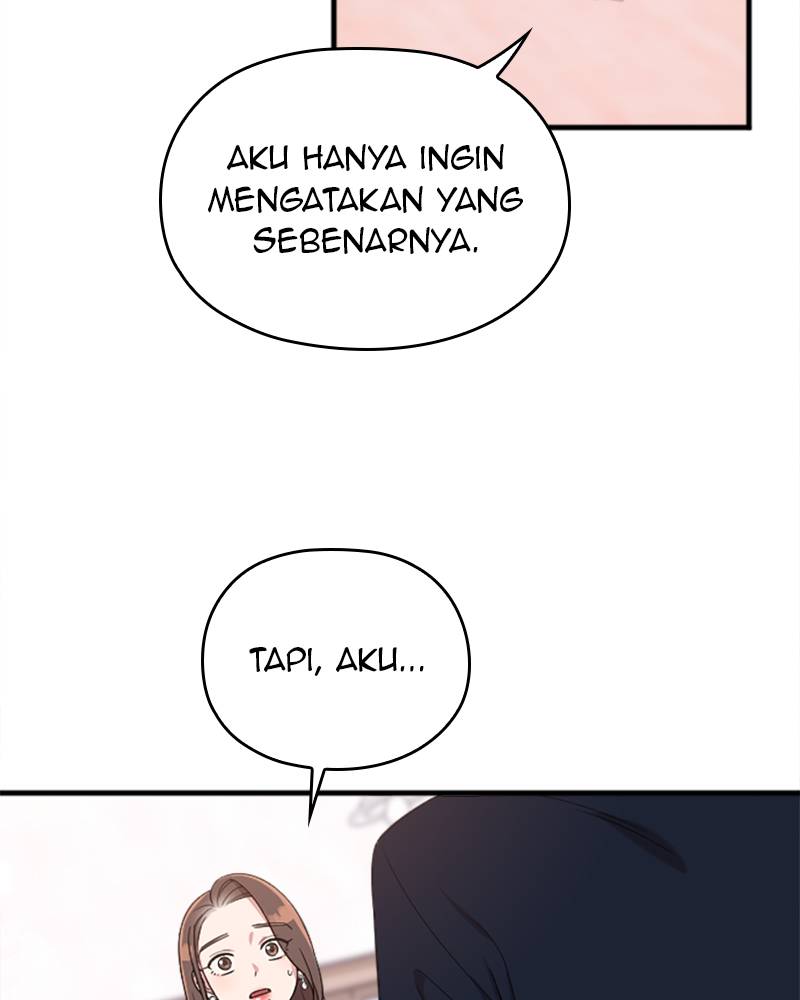 AKU HANYA INGIN
MENGATAKAN YANG
SEBENARNYA.
TAPI, AKU...